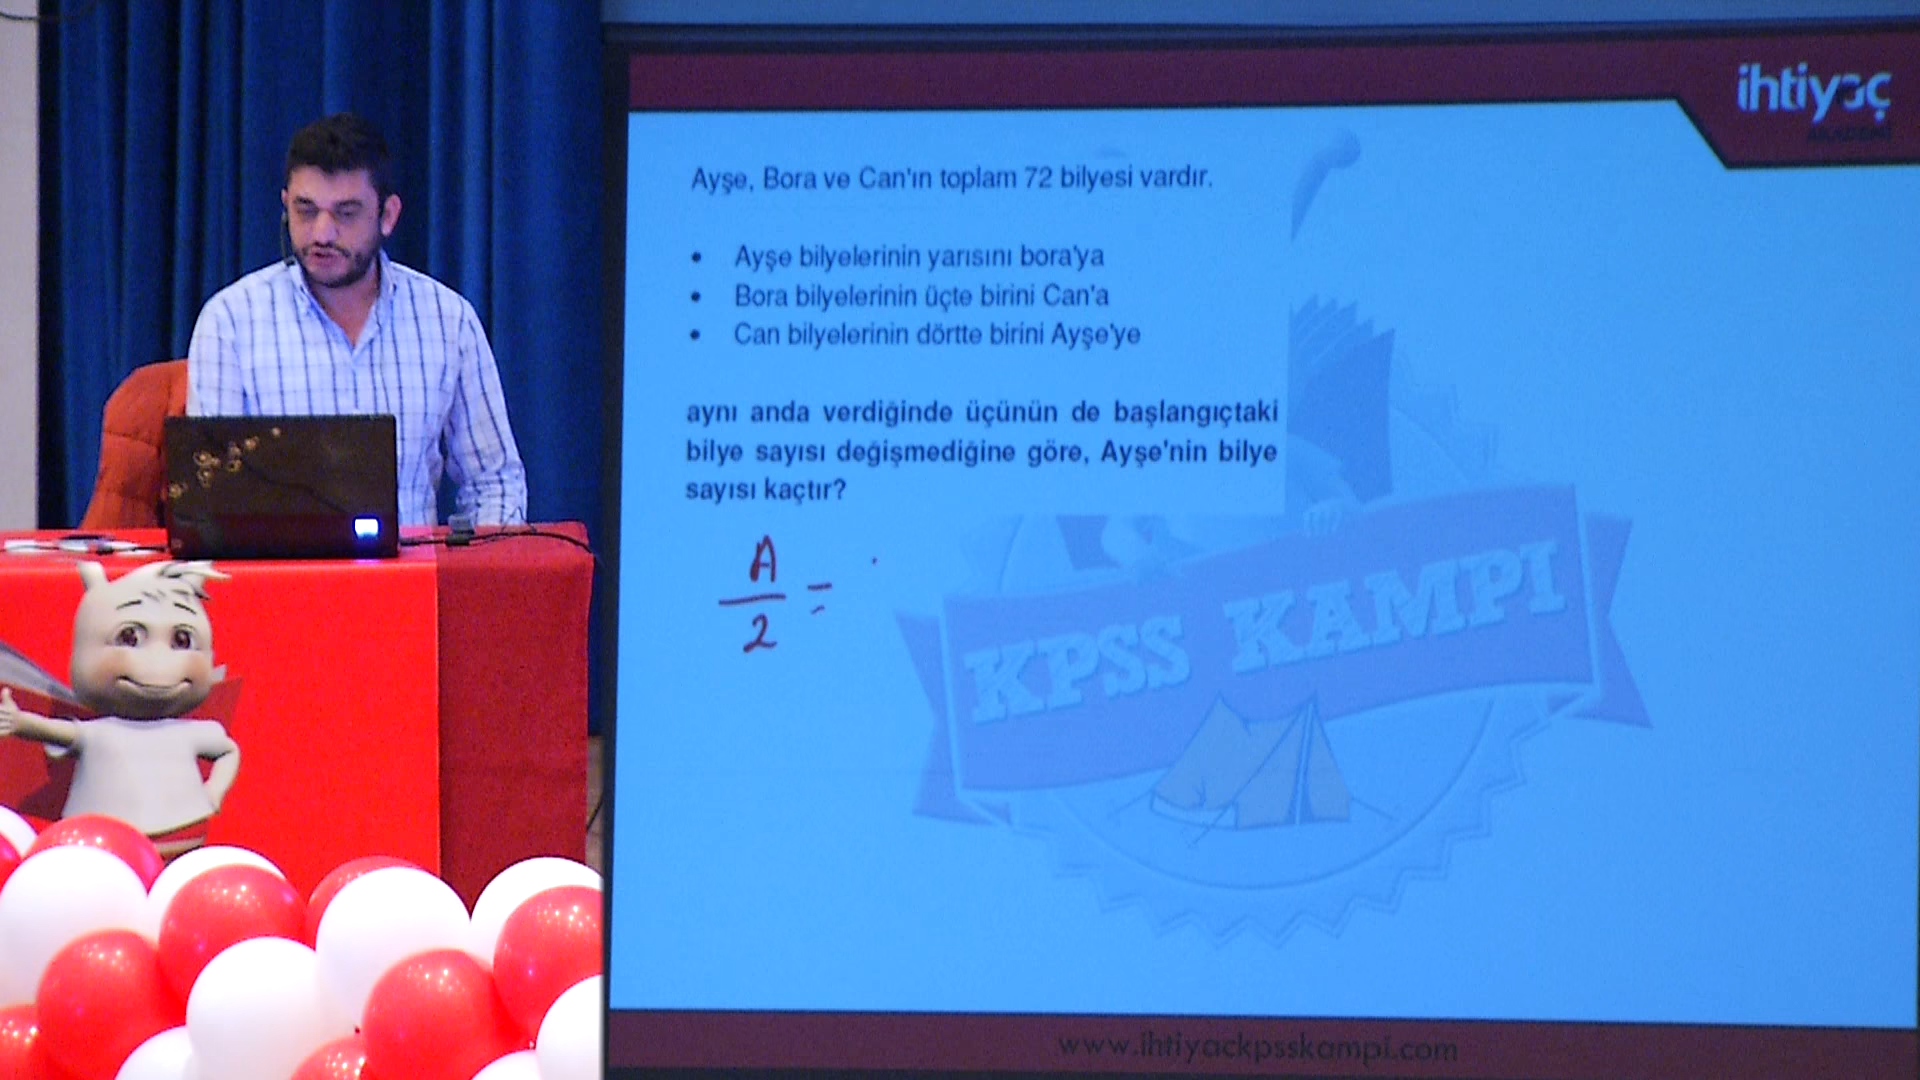 ihtiyaç
AKADEMİ
Ayşe, Bora ve Can'ın toplam 72 bilyesi vardır.
• Ayşe bilyelerinin yarısını bora'ya
• Bora bilyelerinin üçte birini Can'a
• Can bilyelerinin dörtte birini Ayşe'ye
aynı anda verdiğinde üçünün de başlangıçtaki
bilye sayısı değişmediğine göre, Ayşe'nin bilye
sayısı kaçtır?
A
=
2
KPSS KAMPI
www.ihtiyackpsskampi.com